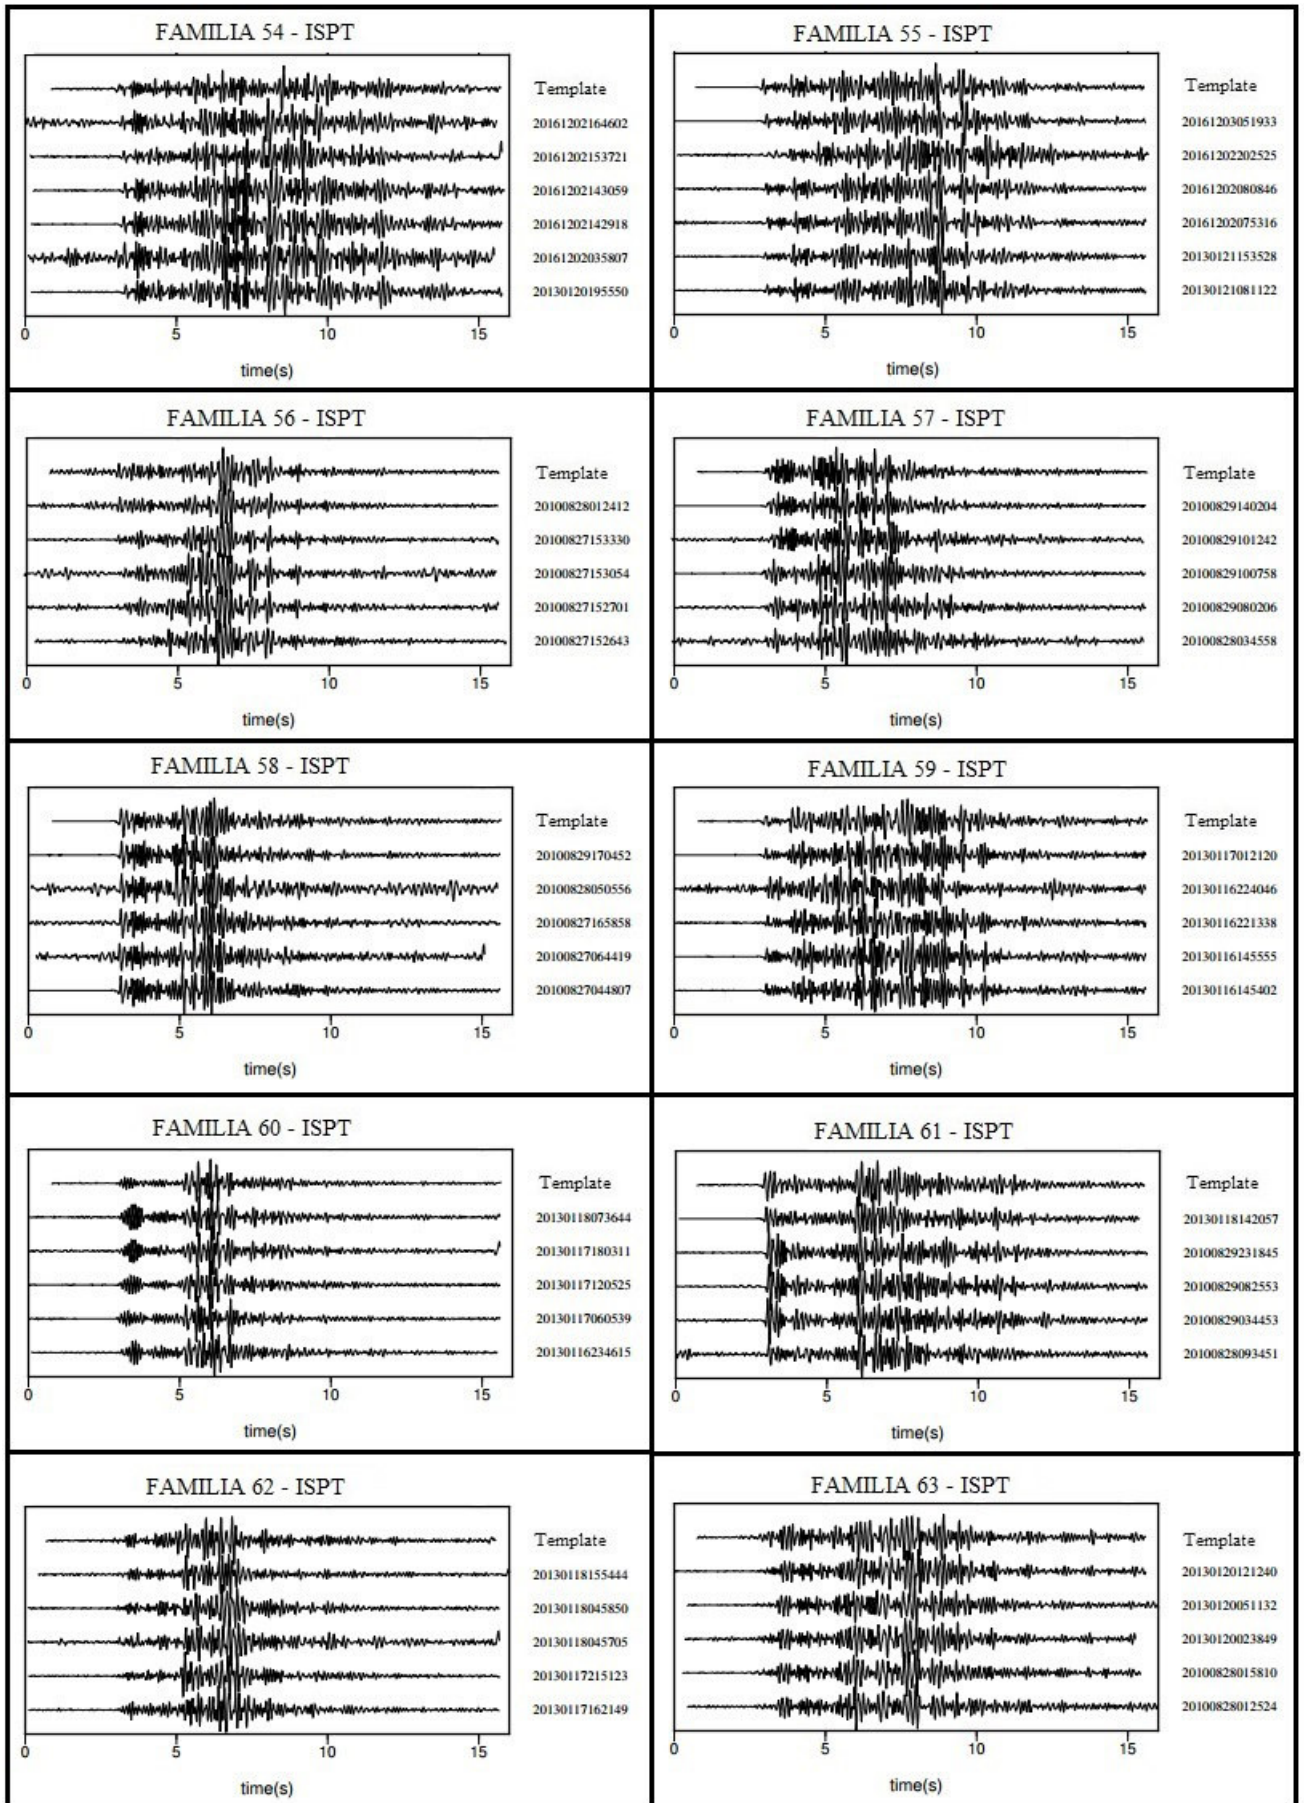 FAMILIA 54 - ISPT
Template
20161202164602
20161202153721
20161202143059
20161202142918
20161202035807
20130120195550
0 5 10 15
time(s)
FAMILIA 55 - ISPT
Template
20161203051933
20161202202525
20161202080846
20161202075316
20130121153528
20130121081122
0 5 10 15
time(s)
FAMILIA 56 - ISPT
Template
20100828012412
20100827153330
20100827153054
20100827152701
20100827152643
0 5 10 15
time(s)
FAMILIA 57 - ISPT
Template
20100829140204
20100829101242
20100829100758
20100829080206
20100828034558
0 5 10 15
time(s)
FAMILIA 58 - ISPT
Template
20100829170452
20100828050556
20100827165858
20100827064419
20100827044807
0 5 10 15
time(s)
FAMILIA 59 - ISPT
Template
20130117012120
20130116224046
20130116221338
20130116145555
20130116145402
0 5 10 15
time(s)
FAMILIA 60 - ISPT
Template
20130118073644
20130117180311
20130117120525
20130117060539
20130116234615
0 5 10 15
time(s)
FAMILIA 61 - ISPT
Template
20130118142057
20100829231845
20100829082553
20100829034453
20100828093451
0 5 10 15
time(s)
FAMILIA 62 - ISPT
Template
20130118155444
20130118045850
20130118045705
20130117215123
20130117162149
0 5 10 15
time(s)
FAMILIA 63 - ISPT
Template
20130120121240
20130120051132
20130120023849
20100828015810
20100828012524
0 5 10 15
time(s)